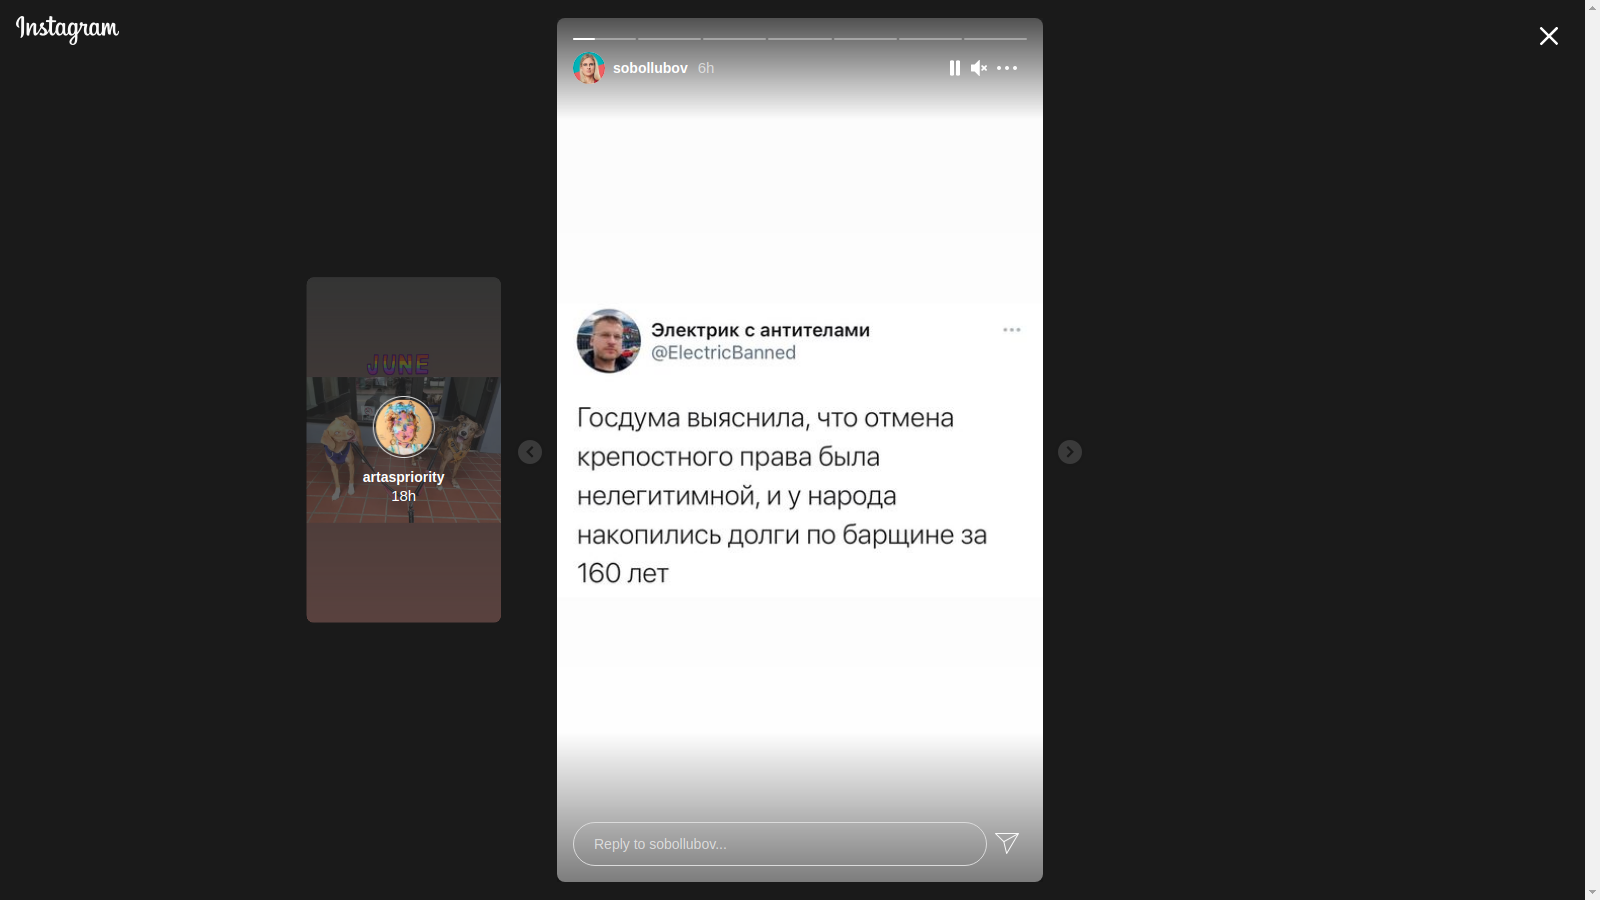 Instagram
sobollubov 6h
Электрик с антителами
@ElectricBanned
Госдума выяснила, что отмена
крепостного права была
нелегитимной, и у народа
накопились долги по барщине за
160 лет
JUNE
artaspriority
18h
Reply to sobollubov...